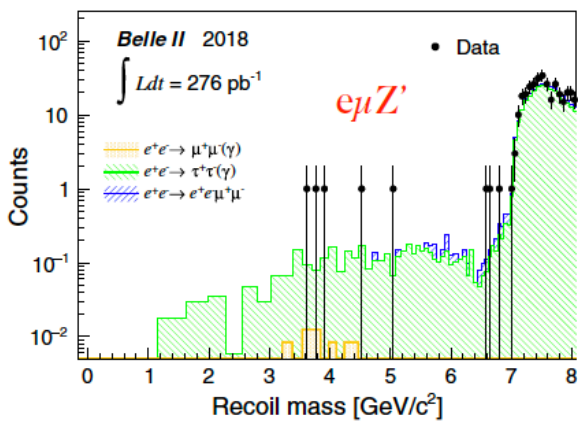 Belle II 2018
∫ Ldt = 276 pb⁻¹
Data
eμZ'
e⁺e⁻→ μ⁺μ⁻(γ)
e⁺e⁻→ τ⁺τ⁻(γ)
e⁺e⁻→ e⁺e⁻μ⁺μ⁻
Counts
10²
10
1
10⁻¹
10⁻²
0 1 2 3 4 5 6 7 8
Recoil mass [GeV/c²]